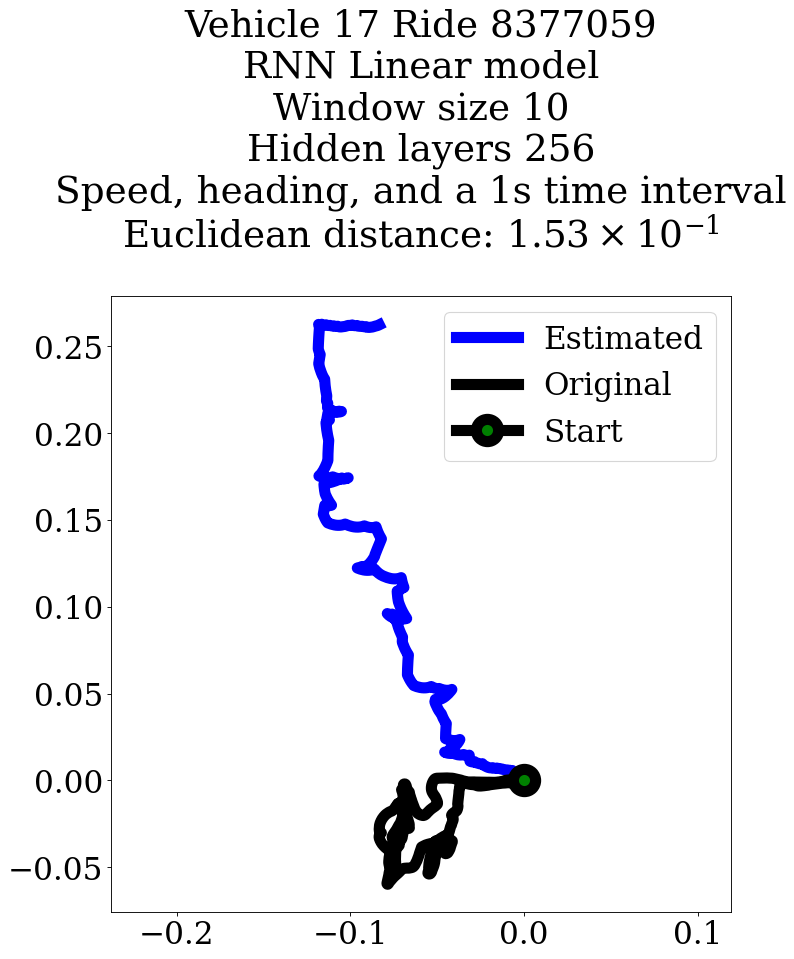 Vehicle 17 Ride 8377059
RNN Linear model
Window size 10
Hidden layers 256
Speed, heading, and a 1s time interval
Euclidean distance: 1.53 × 10⁻¹
Estimated
Original
Start
0.25
0.20
0.15
0.10
0.05
0.00
−0.05
−0.2
−0.1
0.0
0.1